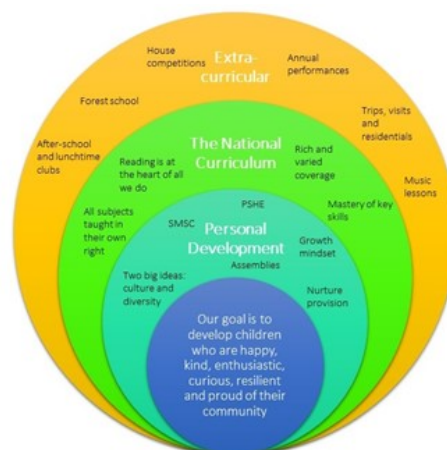 House
competitions
Extra-
curricular
Annual
performances
Forest school
Trips, visits
and
residentials
After-school
and lunchtime
clubs
Music
lessons
The National
Curriculum
Reading is at
the heart of all
we do
Rich and
varied
coverage
All subjects
taught in
their own
right
Mastery of key
skills
PSHE
SMSC
Personal
Development
Growth
mindset
Assemblies
Two big ideas:
culture and
diversity
Nurture
provision
Our goal is to
develop children
who are happy,
kind, enthusiastic,
curious, resilient
and proud of their
community